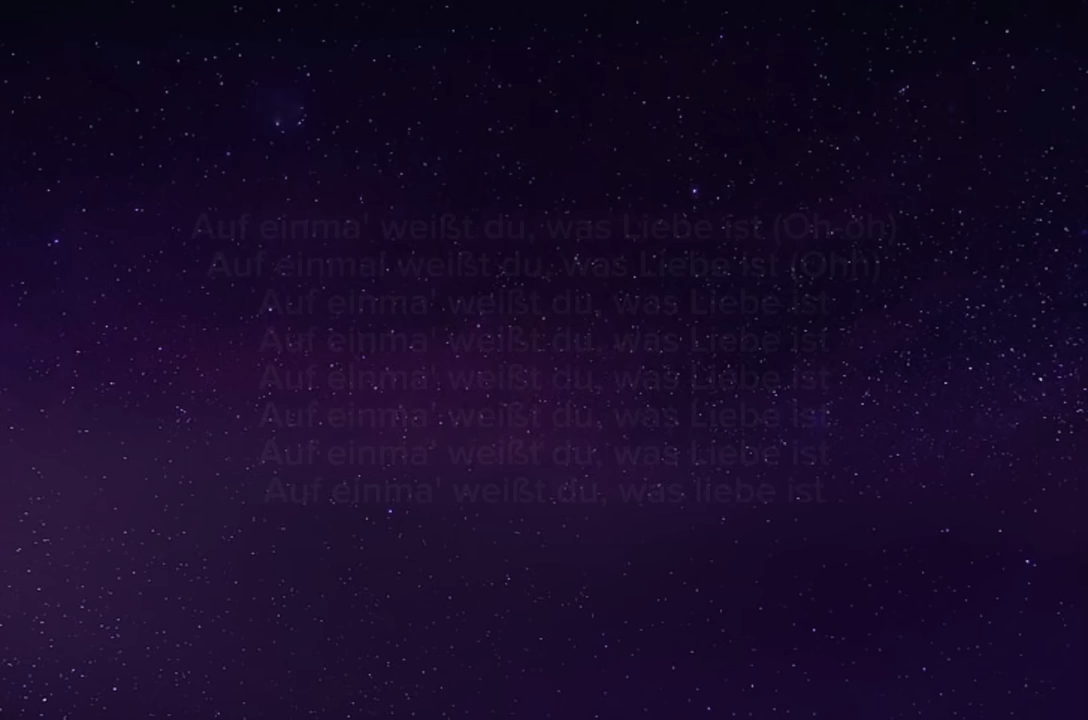 Auf einma' weißt du, was Liebe ist (Oh-oh)
Auf einmal weißt du, was Liebe ist (Ohh)
Auf einma' weißt du, was Liebe ist
Auf einma' weißt du, was Liebe ist
Auf einma' weißt du, was Liebe ist
Auf einma' weißt du, was Liebe ist
Auf einma' weißt du, was Liebe ist
Auf einma' weißt du, was liebe ist